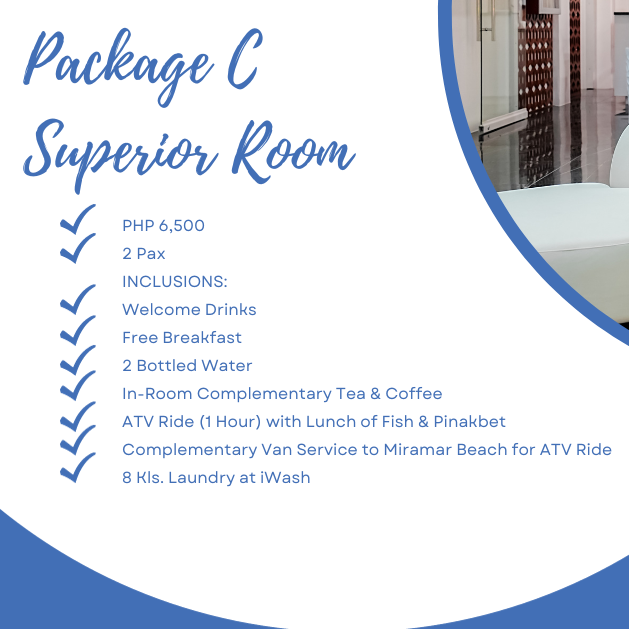 Package C
Superior Room
PHP 6,500
2 Pax
INCLUSIONS:
Welcome Drinks
Free Breakfast
2 Bottled Water
In-Room Complementary Tea & Coffee
ATV Ride (1 Hour) with Lunch of Fish & Pinakbet
Complementary Van Service to Miramar Beach for ATV Ride
8 Kls. Laundry at iWash